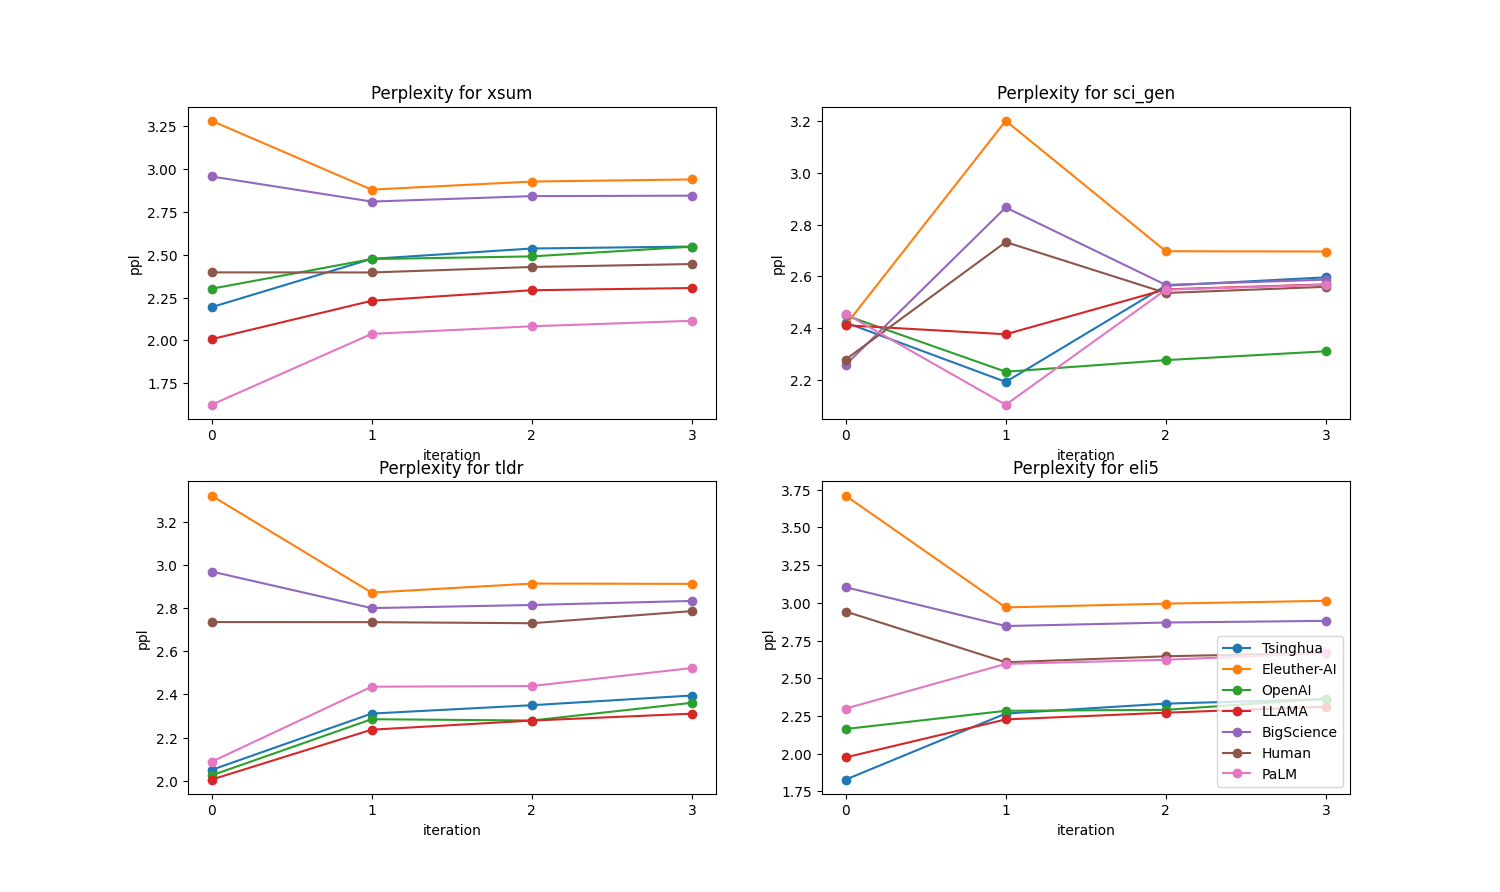 Perplexity for xsum
ppl
3.25
3.00
2.75
2.50
2.25
2.00
1.75
0 1 2 3
iteration
Perplexity for sci_gen
ppl
3.2
3.0
2.8
2.6
2.4
2.2
0 1 2 3
iteration
Perplexity for tldr
ppl
3.2
3.0
2.8
2.6
2.4
2.2
2.0
0 1 2 3
iteration
Perplexity for eli5
ppl
3.75
3.50
3.25
3.00
2.75
2.50
2.25
2.00
1.75
0 1 2 3
iteration
Tsinghua
Eleuther-AI
OpenAI
LLAMA
BigScience
Human
PaLM